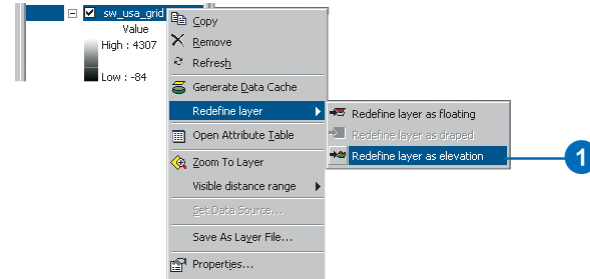 sw_usa_grid
Value
High : 4307
Low : -84
Copy
Remove
Refresh
Generate Data Cache
Redefine layer
Open Attribute Table
Zoom To Layer
Visible distance range
Set Data Source...
Save As Layer File...
Properties...
Redefine layer as floating
Redefine layer as draped
Redefine layer as elevation
1